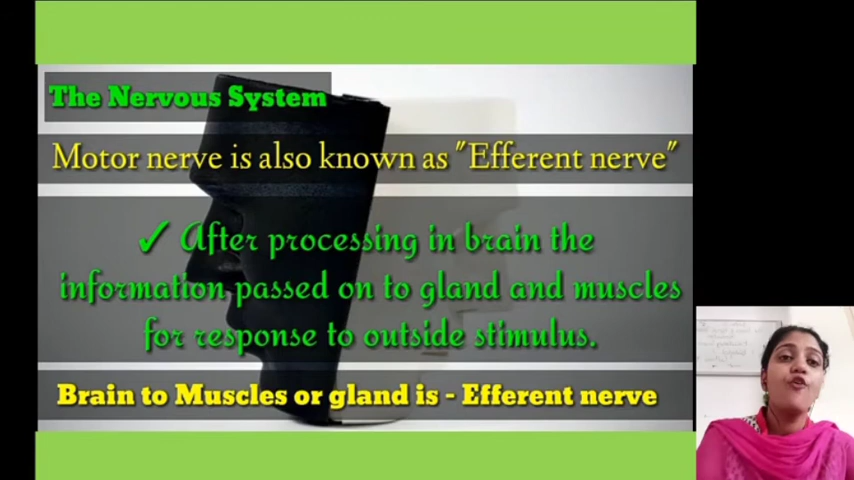 The Nervous System
Motor nerve is also known as "Efferent nerve"
✓ After processing in brain the
information passed on to gland and muscles
for response to outside stimulus.
Brain to Muscles or gland is - Efferent nerve